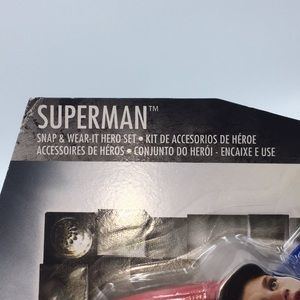 SUPERMAN™
SNAP & WEAR-IT HERO SET • KIT DE ACCESORIOS DE HÉROE
ACCESSOIRES DE HÉROS • CONJUNTO DO HERÓI - ENCAIXE E USE